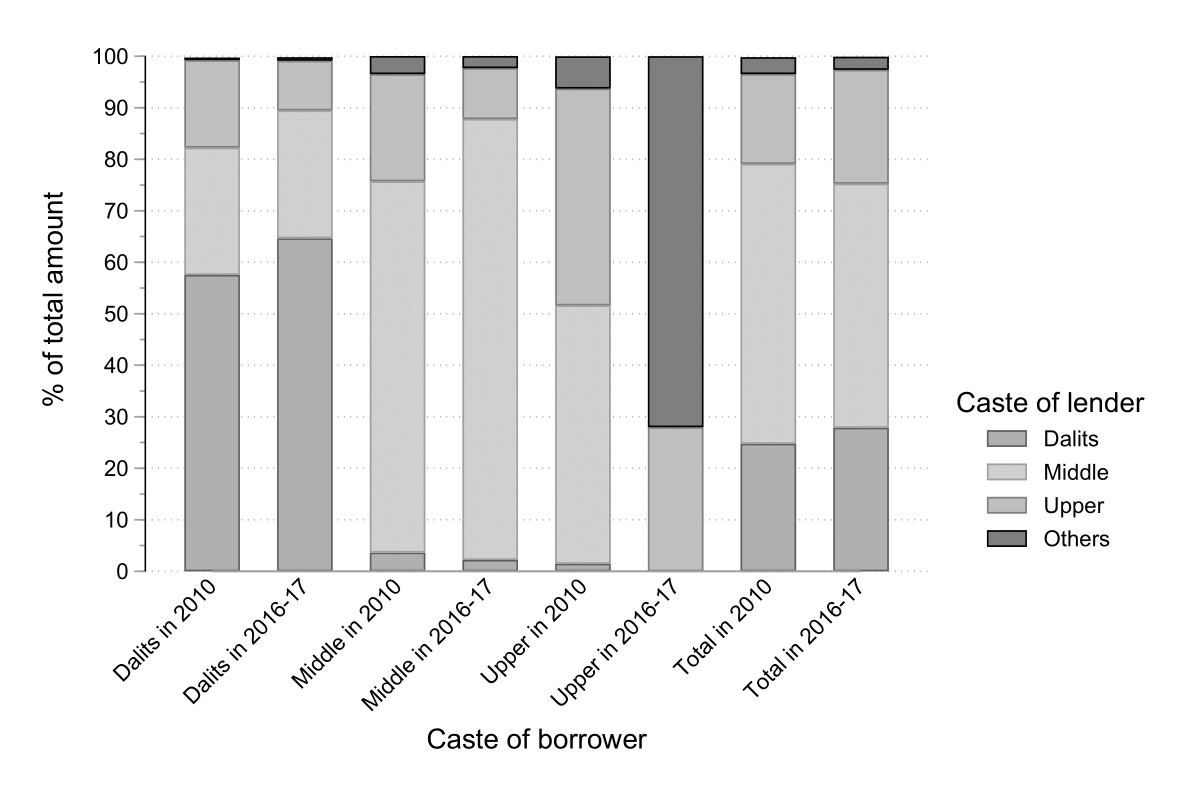 % of total amount
100
90
80
70
60
50
40
30
20
10
0
Dalits in 2010
Dalits in 2016-17
Middle in 2010
Middle in 2016-17
Upper in 2010
Upper in 2016-17
Total in 2010
Total in 2016-17
Caste of borrower
Caste of lender
Dalits
Middle
Upper
Others